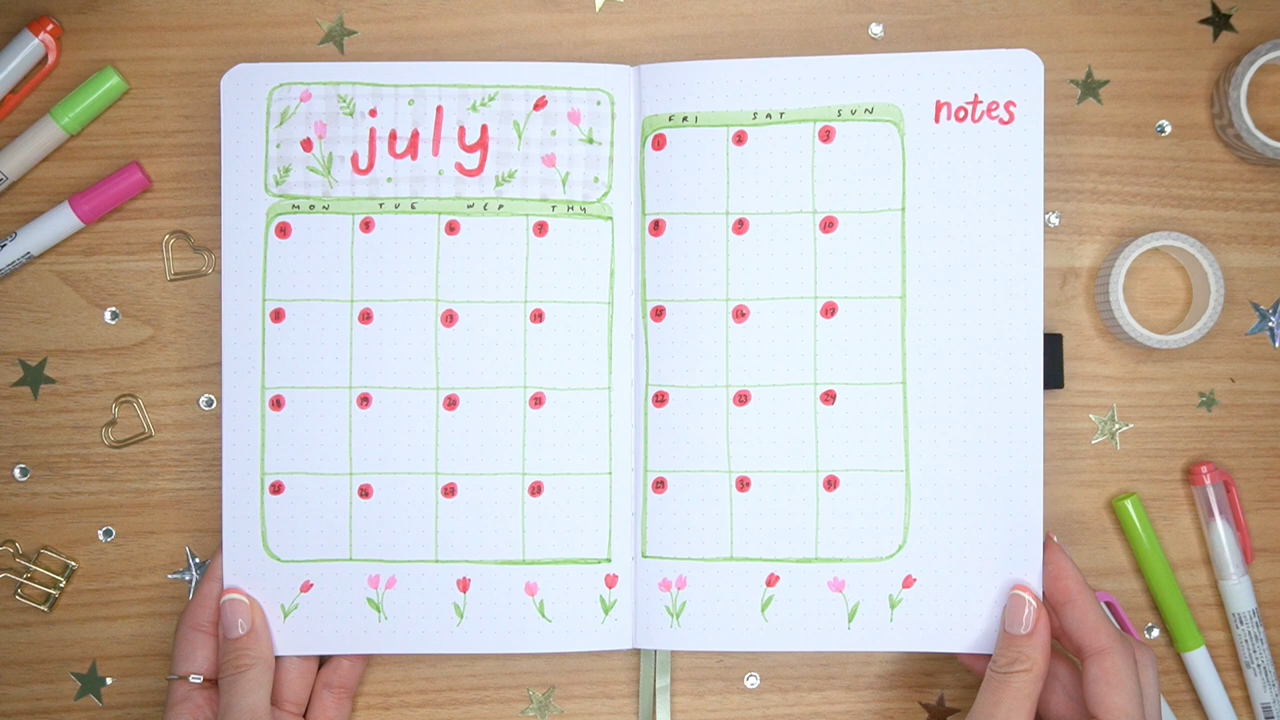 july
MON TUE WED THU
4 5 6 7
11 12 13 14
18 19 20 21
25 26 27 28
FRI SAT SUN
1 2 3
8 9 10
15 16 17
22 23 24
29 30 31
notes